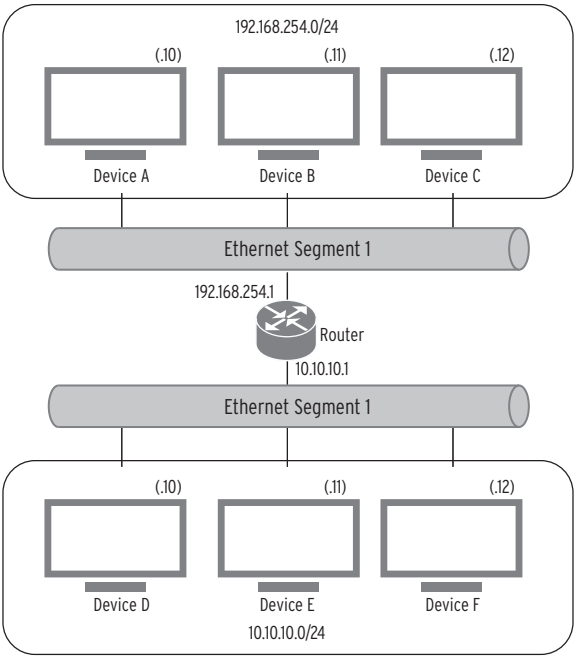 192.168.254.0/24
(.10) (.11) (.12)
Device A Device B Device C
Ethernet Segment 1
192.168.254.1
Router
10.10.10.1
Ethernet Segment 1
(.10) (.11) (.12)
Device D Device E Device F
10.10.10.0/24